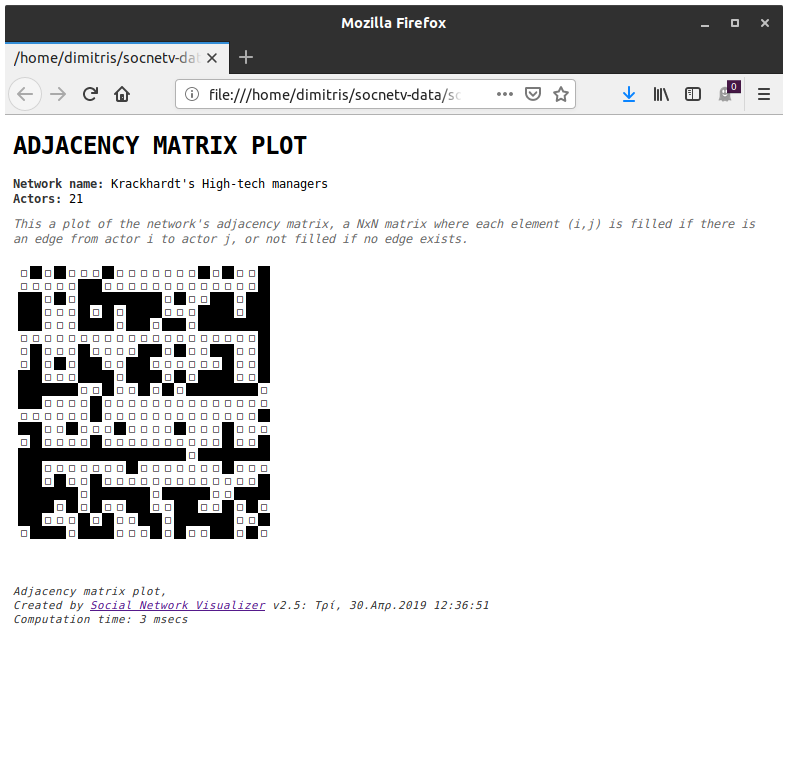 Mozilla Firefox
/home/dimitris/socnetv-dat
file:///home/dimitris/socnetv-data/sc
0
ADJACENCY MATRIX PLOT
Network name: Krackhardt's High-tech managers
Actors: 21
This a plot of the network's adjacency matrix, a NxN matrix where each element (i,j) is filled if there is
an edge from actor i to actor j, or not filled if no edge exists.
Adjacency matrix plot,
Created by Social Network Visualizer v2.5: Τρί, 30.Απρ.2019 12:36:51
Computation time: 3 msecs